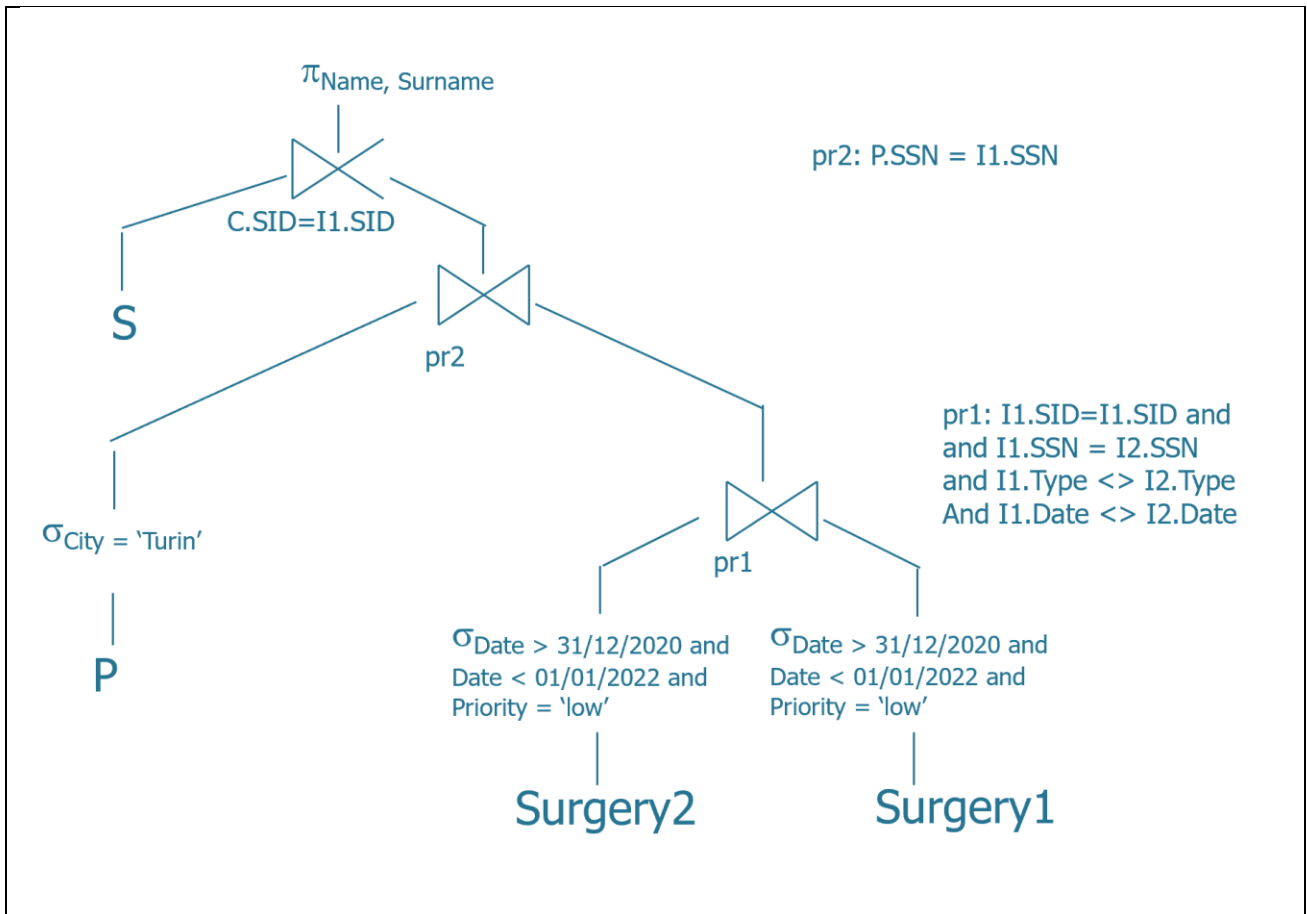 πName, Surname
pr2: P.SSN = I1.SSN
C.SID=I1.SID
S
pr2
pr1: I1.SID=I1.SID and
and I1.SSN = I2.SSN
and I1.Type <> I2.Type
And I1.Date <> I2.Date
σCity = ‘Turin’
pr1
P
σDate > 31/12/2020 and
Date < 01/01/2022 and
Priority = ‘low’
σDate > 31/12/2020 and
Date < 01/01/2022 and
Priority = ‘low’
Surgery2
Surgery1